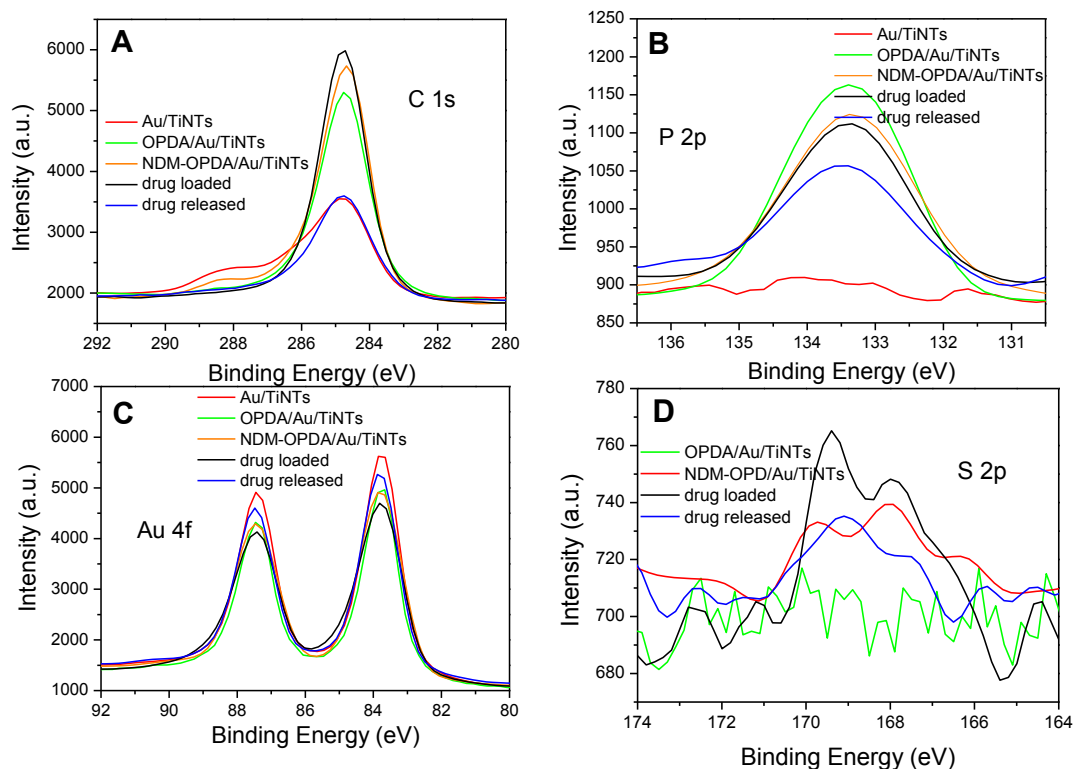 A
C 1s
Au/TiNTs
OPDA/Au/TiNTs
NDM-OPDA/Au/TiNTs
drug loaded
drug released
6000
5000
4000
3000
2000
Intensity (a.u.)
292 290 288 286 284 282 280
Binding Energy (eV)
B
P 2p
Au/TiNTs
OPDA/Au/TiNTs
NDM-OPDA/Au/TiNTs
drug loaded
drug released
1250
1200
1150
1100
1050
1000
950
900
850
Intensity (a.u.)
136 135 134 133 132 131
Binding Energy (eV)
C
Au 4f
Au/TiNTs
OPDA/Au/TiNTs
NDM-OPDA/Au/TiNTs
drug loaded
drug released
7000
6000
5000
4000
3000
2000
1000
Intensity (a.u.)
92 90 88 86 84 82 80
Binding Energy (eV)
D
S 2p
OPDA/Au/TiNTs
NDM-OPD/Au/TiNTs
drug loaded
drug released
780
760
740
720
700
680
Intensity (a.u.)
174 172 170 168 166 164
Binding Energy (eV)